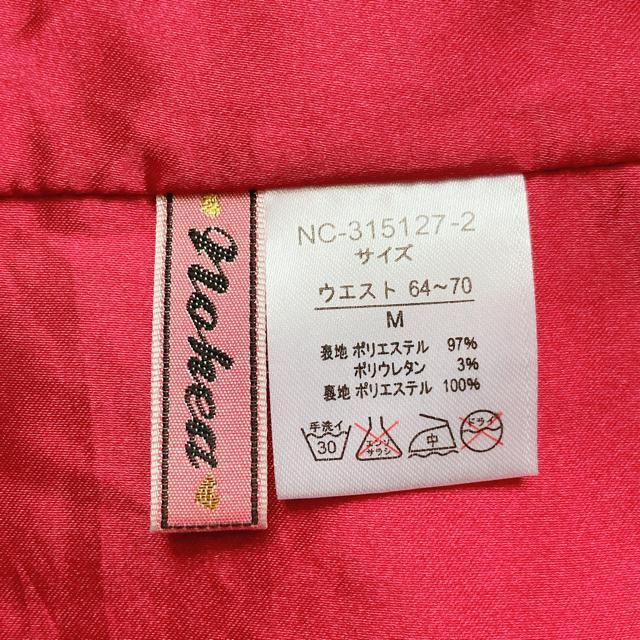 Mohea
NC-315127-2
サイズ
ウエスト 64～70
M
表地 ポリエステル 97%
ポリウレタン 3%
裏地 ポリエステル 100%
手洗イ
30
エンソ
サラシ
中
ドライ